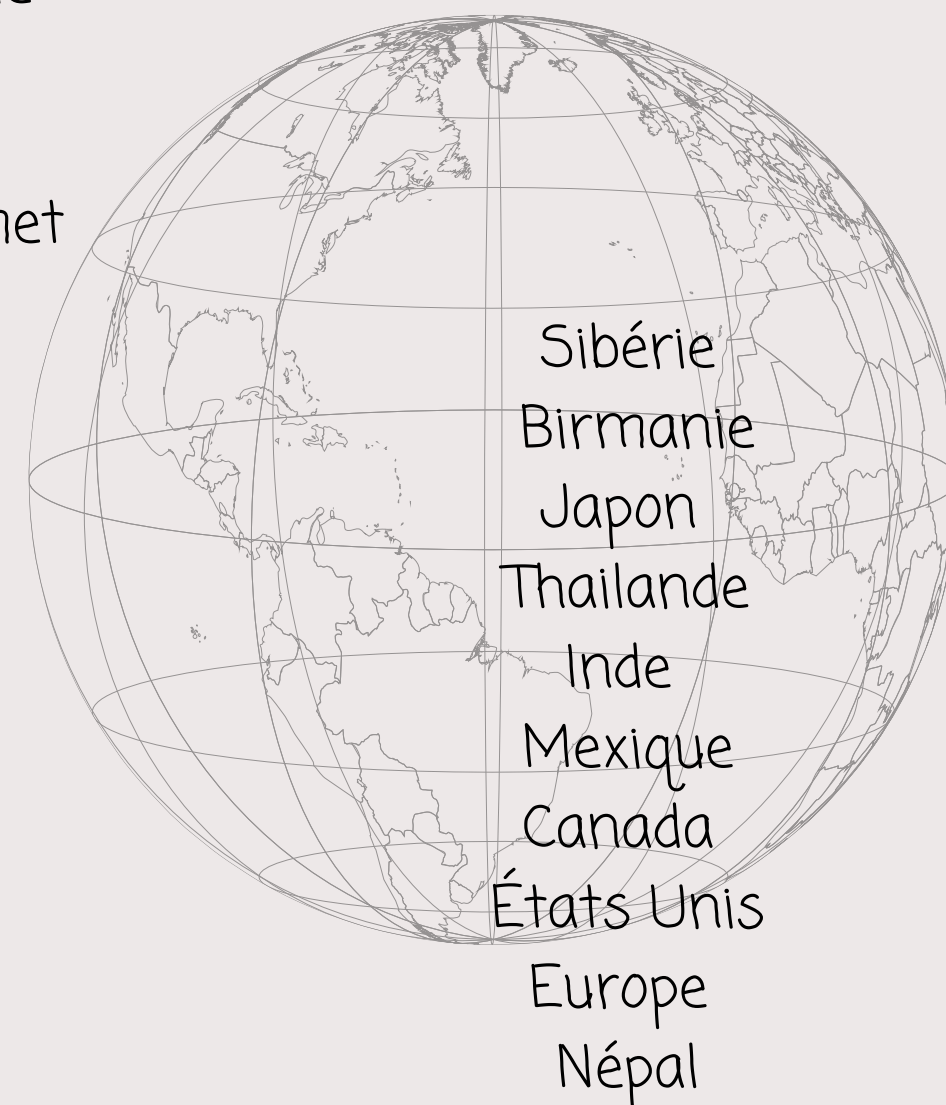 Sibérie
Birmanie
Japon
Thailande
Inde
Mexique
Canada
États Unis
Europe
Népal